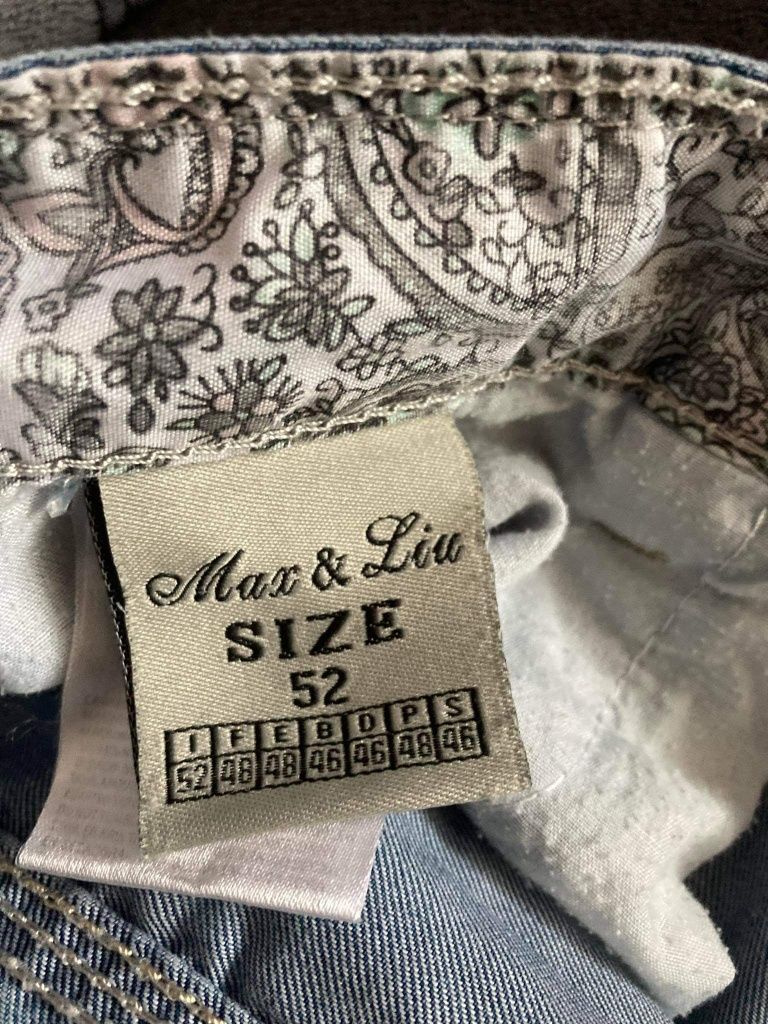 Max & Liu
SIZE
52
I F E B D P S
52 48 48 46 46 48 46